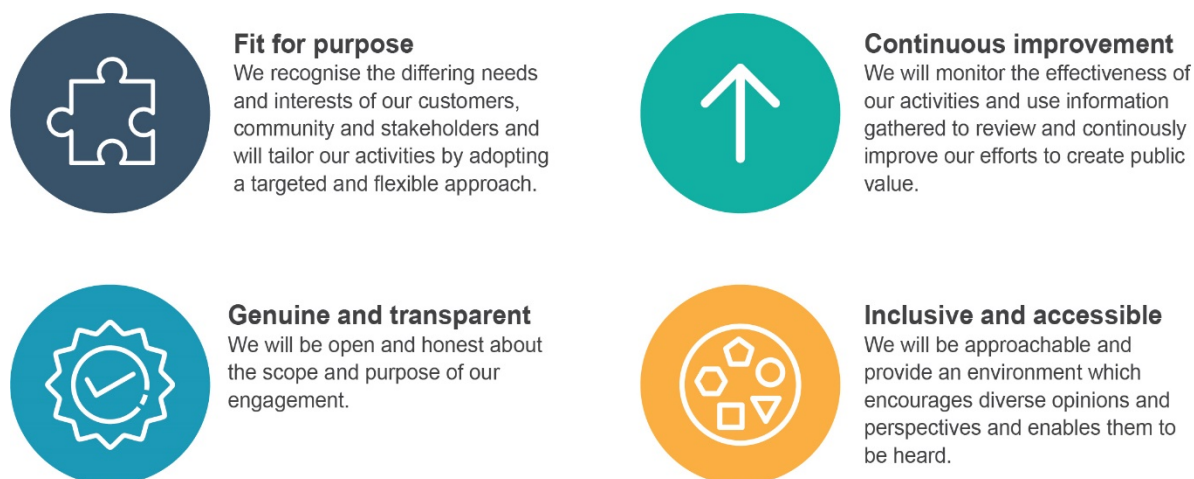 Fit for purpose
We recognise the differing needs
and interests of our customers,
community and stakeholders and
will tailor our activities by adopting
a targeted and flexible approach.
Continuous improvement
We will monitor the effectiveness of
our activities and use information
gathered to review and continously
improve our efforts to create public
value.
Genuine and transparent
We will be open and honest about
the scope and purpose of our
engagement.
Inclusive and accessible
We will be approachable and
provide an environment which
encourages diverse opinions and
perspectives and enables them to
be heard.